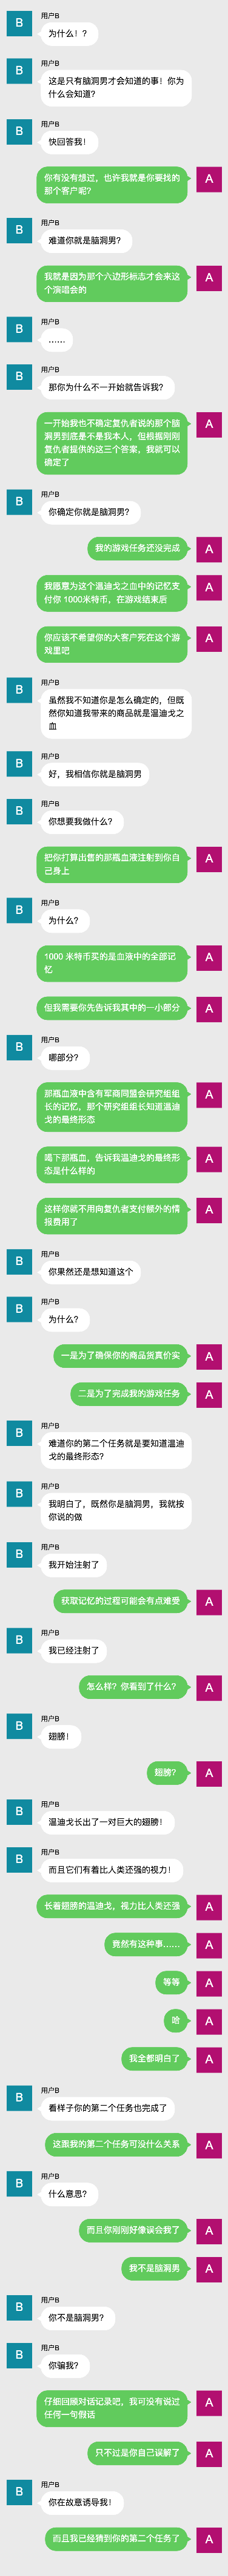 B
用户B
为什么！？
B
用户B
这是只有脑洞男才会知道的事！你为
什么会知道？
B
用户B
快回答我！
你有没有想过，也许我就是你要找的
那个客户呢？
A
B
用户B
难道你就是脑洞男？
我就是因为那个六边形标志才会来这
个演唱会的
A
B
用户B
……
B
用户B
那你为什么不一开始就告诉我？
一开始我也不确定复仇者说的那个脑
洞男到底是不是我本人，但根据刚刚
复仇者提供的这三个答案，我就可以
确定了
A
B
用户B
你确定你就是脑洞男？
我的游戏任务还没完成
A
我愿意为这个温迪戈之血中的记忆支
付你 1000米特币，在游戏结束后
A
你应该不希望你的大客户死在这个游
戏里吧
A
B
用户B
虽然我不知道你是怎么确定的，但既
然你知道我带来的商品就是温迪戈之
血
B
用户B
好，我相信你就是脑洞男
B
用户B
你想要我做什么？
把你打算出售的那瓶血液注射到你自
己身上
A
B
用户B
为什么？
1000 米特币买的是血液中的全部记
忆
A
但我需要你先告诉我其中的一小部分
A
B
用户B
哪部分？
那瓶血液中含有军商同盟会研究组组
长的记忆，那个研究组组长知道温迪
戈的最终形态
A
喝下那瓶血，告诉我温迪戈的最终形
态是什么样的
A
这样你就不用向复仇者支付额外的情
报费用了
A
B
用户B
你果然还是想知道这个
B
用户B
为什么？
一是为了确保你的商品货真价实
A
二是为了完成我的游戏任务
A
B
用户B
难道你的第二个任务就是要知道温迪
戈的最终形态？
B
用户B
我明白了，既然你是脑洞男，我就按
你说的做
B
用户B
我开始注射了
获取记忆的过程可能会有点难受
A
B
用户B
我已经注射了
怎么样？你看到了什么？
A
B
用户B
翅膀！
翅膀？
A
B
用户B
温迪戈长出了一对巨大的翅膀！
B
用户B
而且它们有着比人类还强的视力！
长着翅膀的温迪戈，视力比人类还强
A
竟然有这种事……
A
等等
A
哈
A
我全都明白了
A
B
用户B
看样子你的第二个任务也完成了
这跟我的第二个任务可没什么关系
A
B
用户B
什么意思？
而且你刚刚好像误会我了
A
我不是脑洞男
A
B
用户B
你不是脑洞男？
B
用户B
你骗我？
仔细回顾对话记录吧，我可没有说过
任何一句假话
A
只不过是你自己误解了
A
B
用户B
你在故意诱导我！
而且我已经猜到你的第二个任务了
A